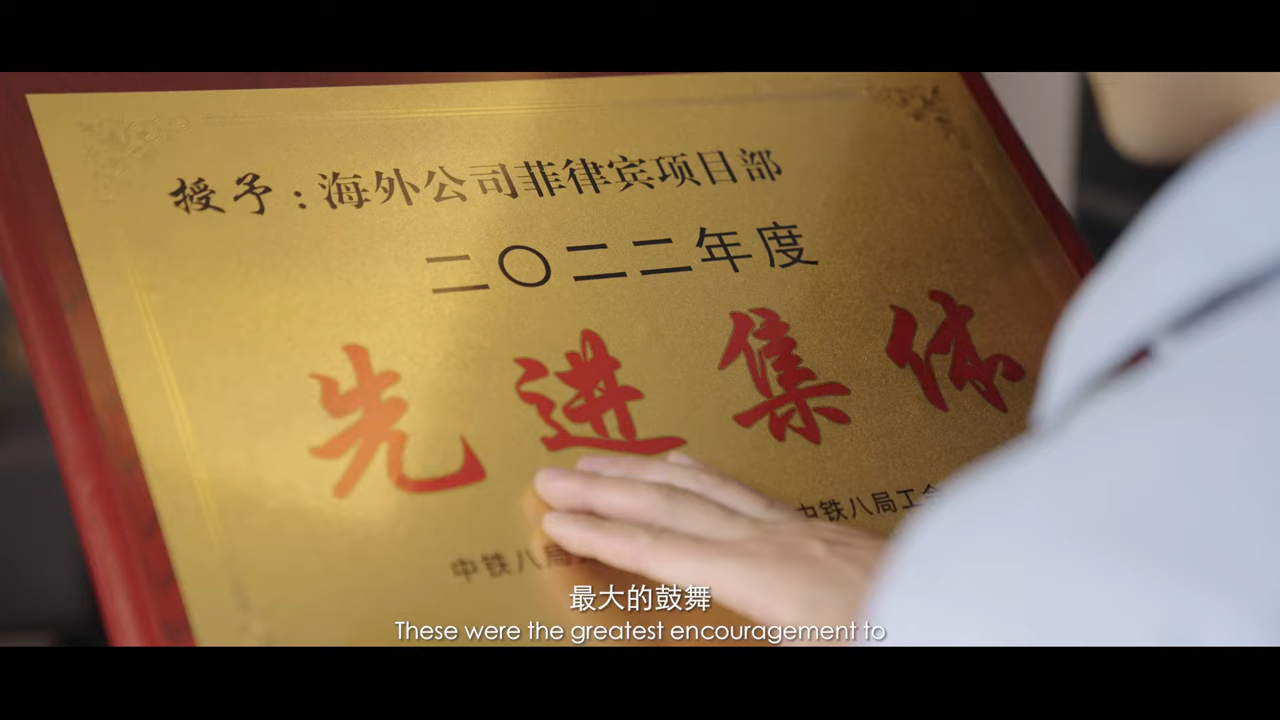 授予：海外公司菲律宾项目部
二〇二二年度
先进集体
中铁八局工会
中铁八局
最大的鼓舞
These were the greatest encouragement to